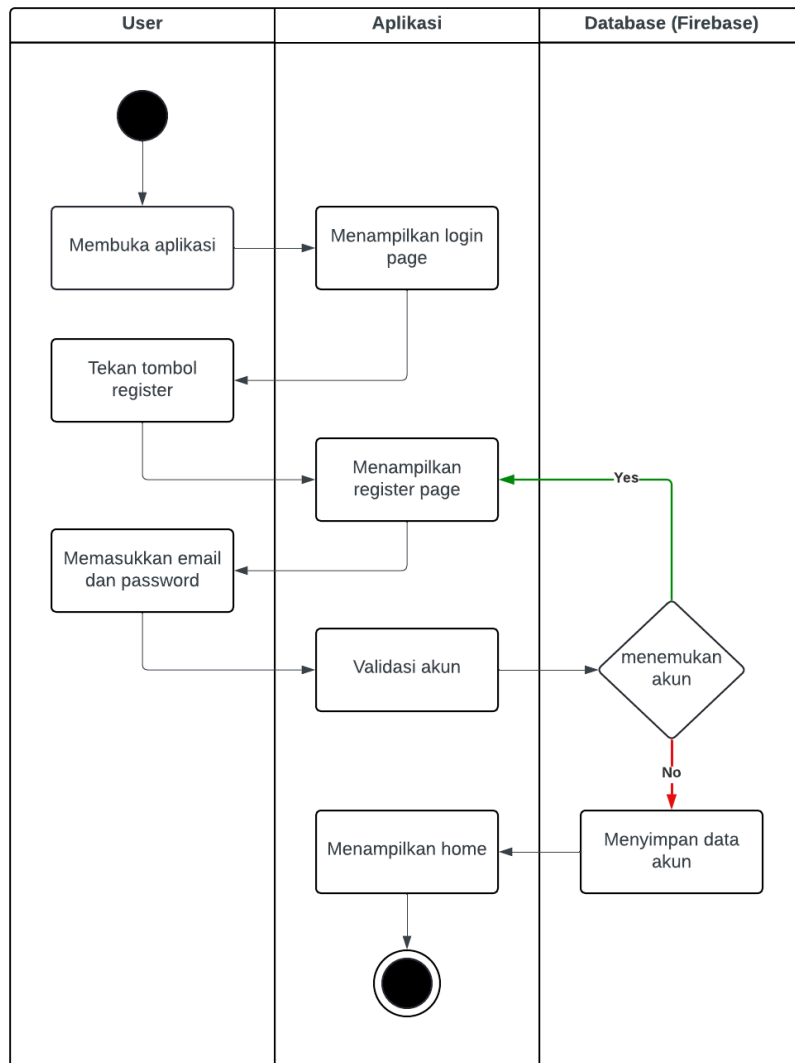 User
Aplikasi
Database (Firebase)
Membuka aplikasi
Menampilkan login
page
Tekan tombol
register
Menampilkan
register page
Yes
Memasukkan email
dan password
Validasi akun
menemukan
akun
No
Menampilkan home
Menyimpan data
akun